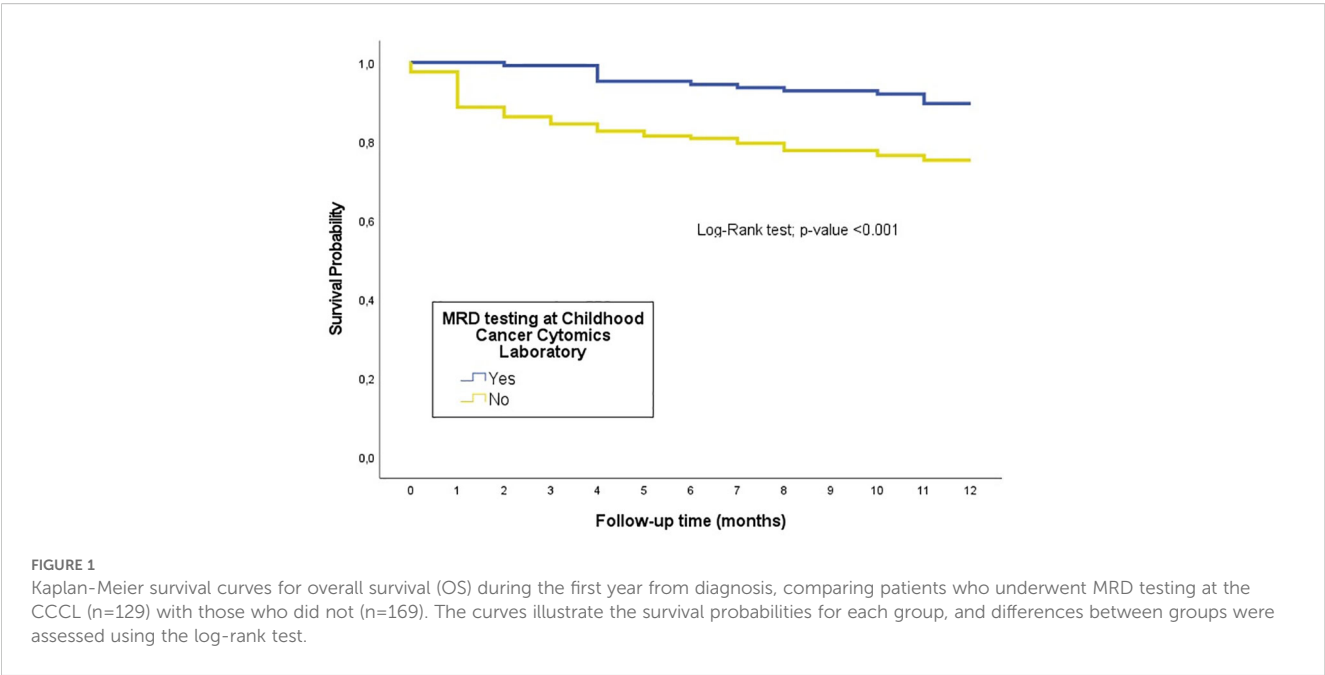 1,0
0,8
0,6
0,4
0,2
0,0
Survival Probability
Log-Rank test; p-value <0.001
MRD testing at Childhood
Cancer Cytomics
Laboratory
Yes
No
0 1 2 3 4 5 6 7 8 9 10 11 12
Follow-up time (months)
FIGURE 1
Kaplan-Meier survival curves for overall survival (OS) during the first year from diagnosis, comparing patients who underwent MRD testing at the
CCCL (n=129) with those who did not (n=169). The curves illustrate the survival probabilities for each group, and differences between groups were
assessed using the log-rank test.